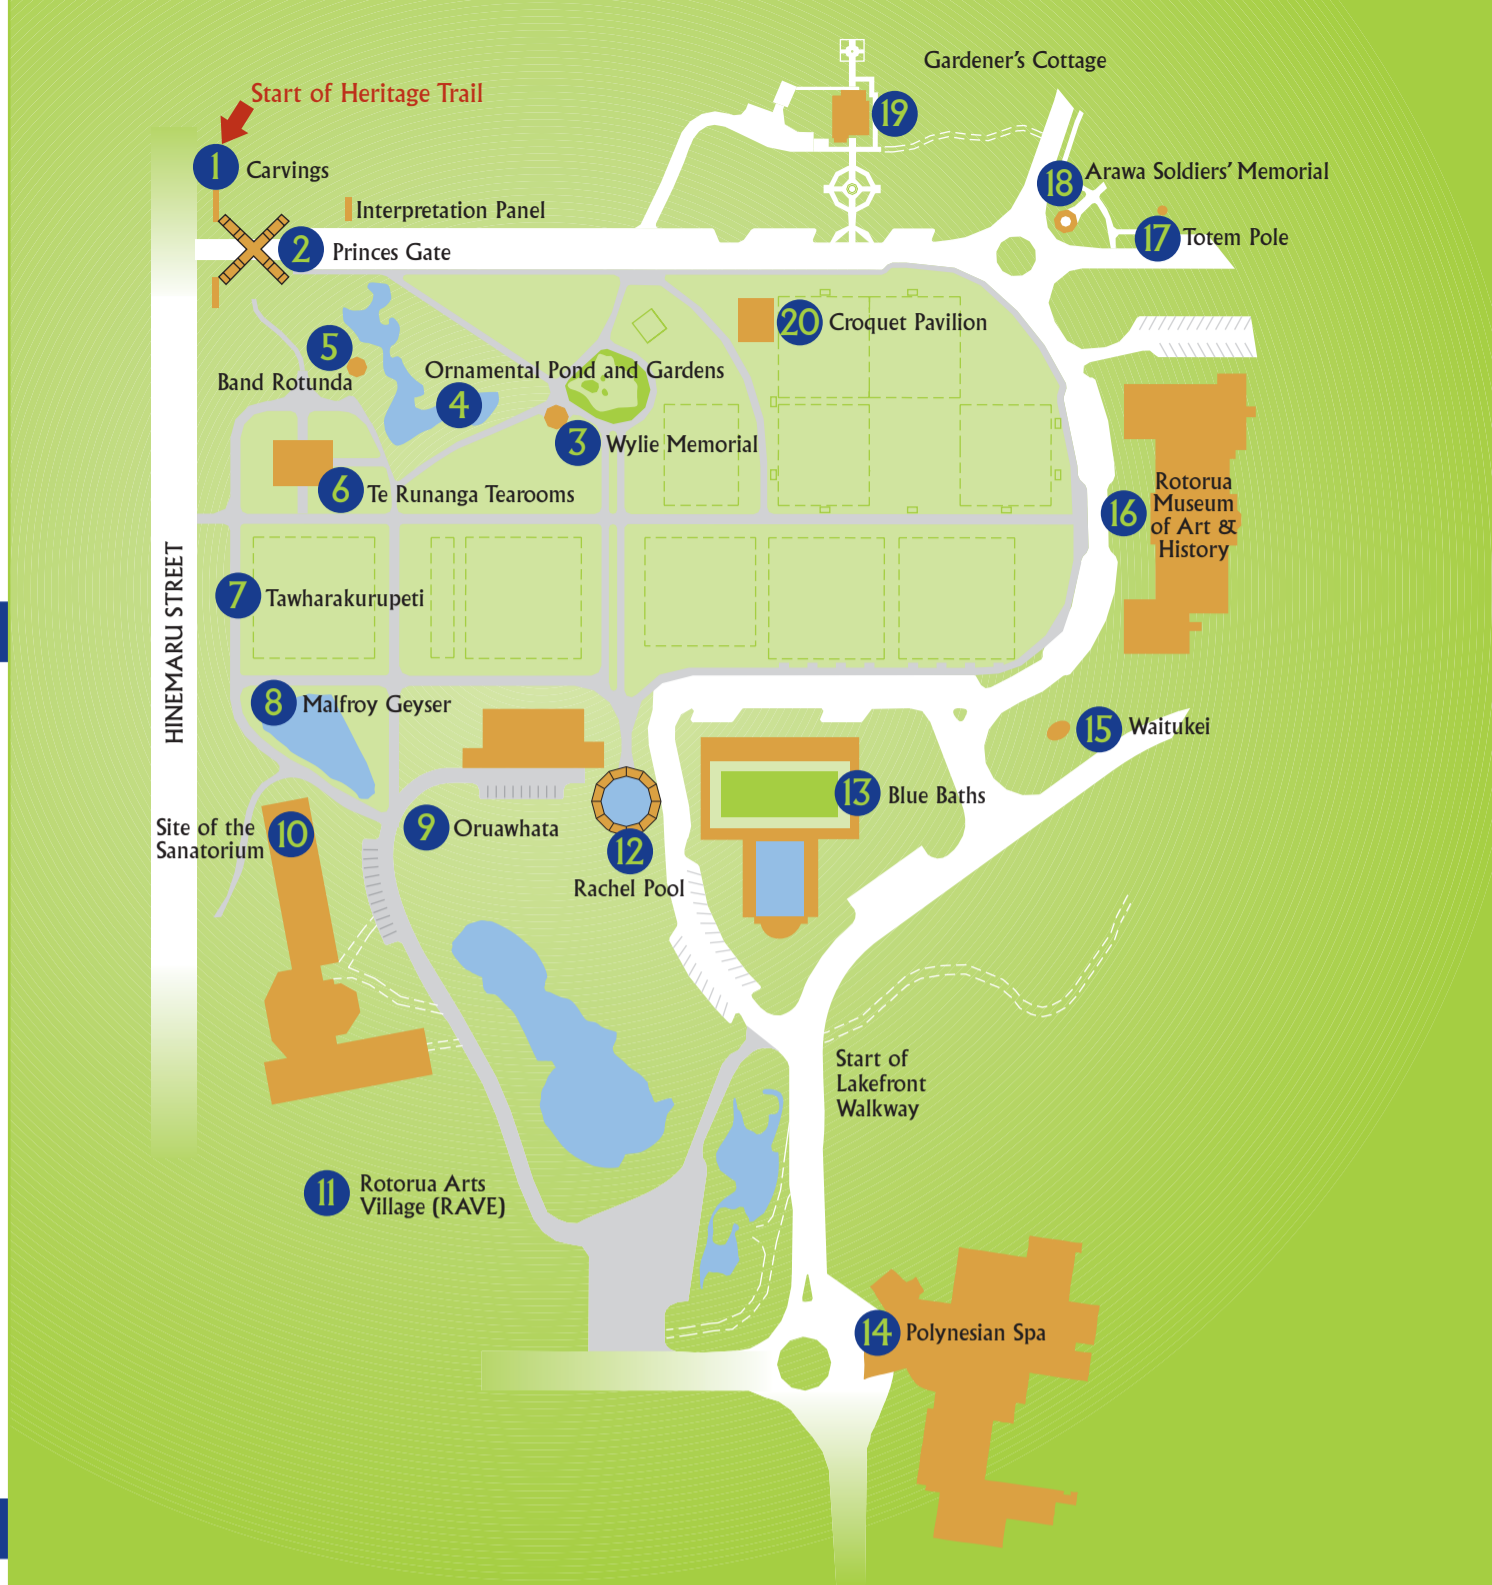 Gardener's Cottage
19
Start of Heritage Trail
1 Carvings
18 Arawa Soldiers' Memorial
Interpretation Panel
17 Totem Pole
2 Princes Gate
20 Croquet Pavilion
5
Band Rotunda
Ornamental Pond and Gardens
4
3 Wylie Memorial
6 Te Runanga Tearooms
16
Rotorua
Museum
of Art &
History
HINEMARU STREET
7 Tawharakurupeti
8 Malfroy Geyser
15 Waitukei
13 Blue Baths
Site of the
Sanatorium
10
9 Oruawhata
12
Rachel Pool
Start of
Lakefront
Walkway
11
Rotorua Arts
Village (RAVE)
14 Polynesian Spa